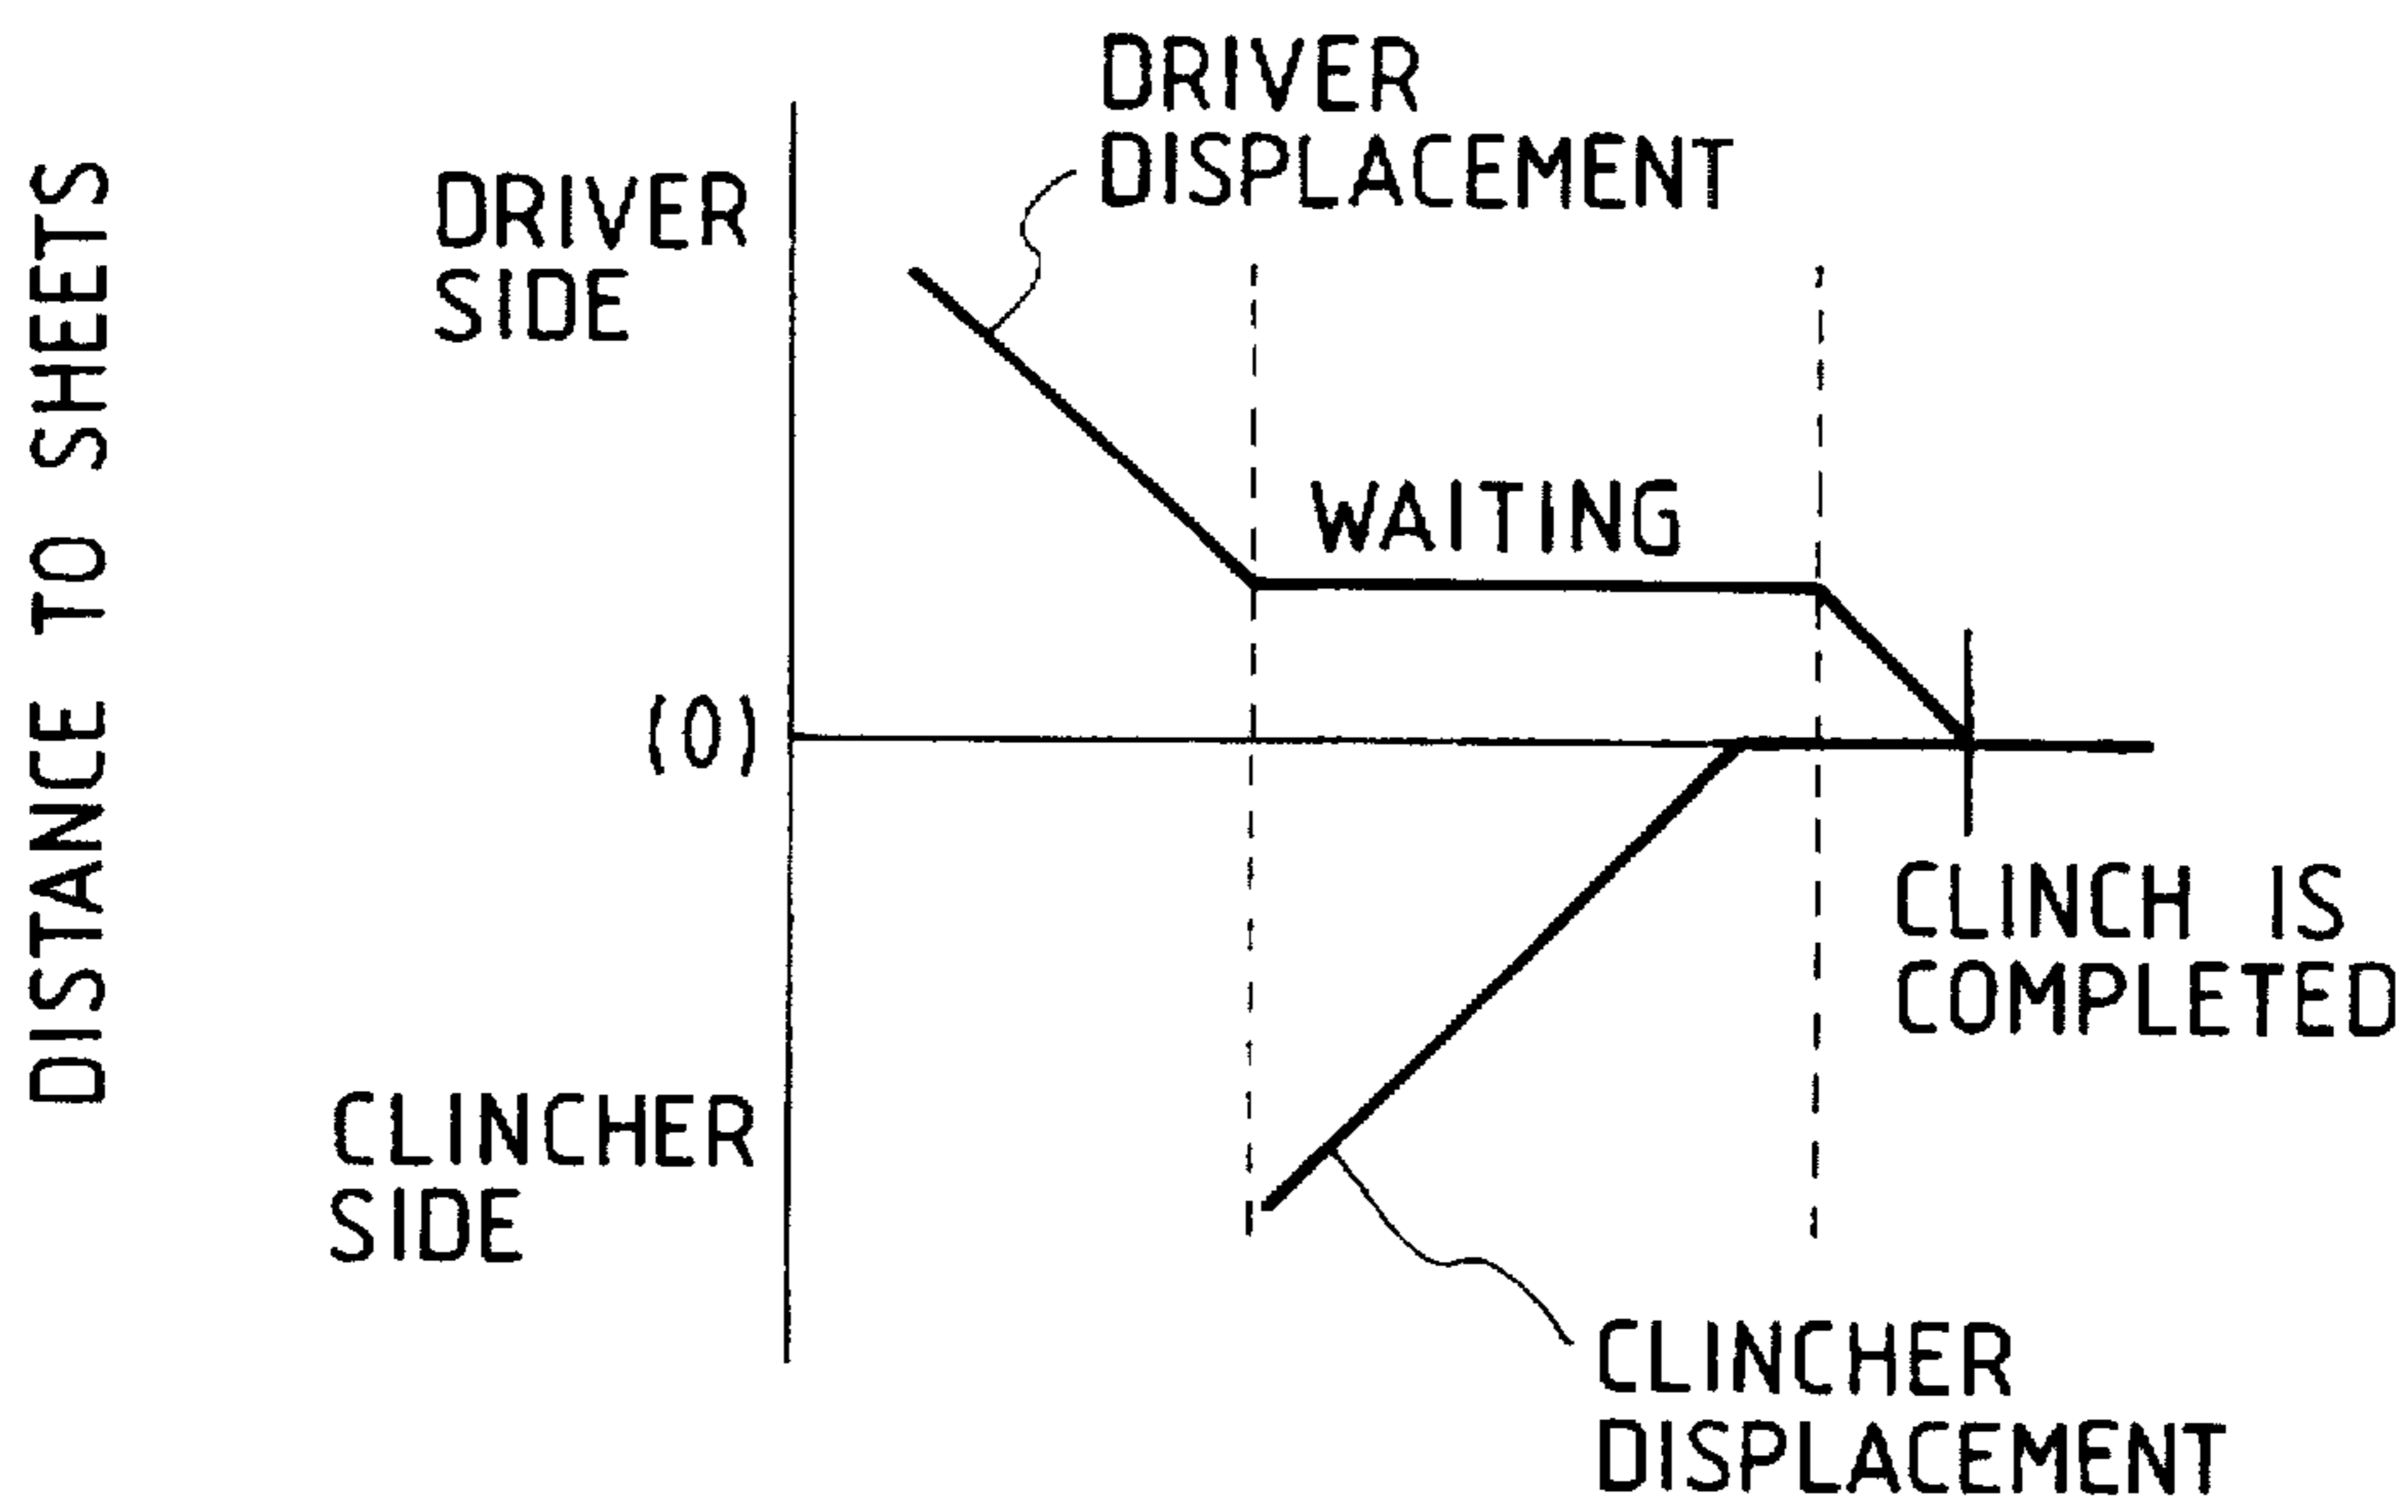 DRIVER
DISPLACEMENT
DRIVER
SIDE
DISTANCE TO SHEETS
WAITING
(0)
CLINCH IS
COMPLETED
CLINCHER
SIDE
CLINCHER
DISPLACEMENT